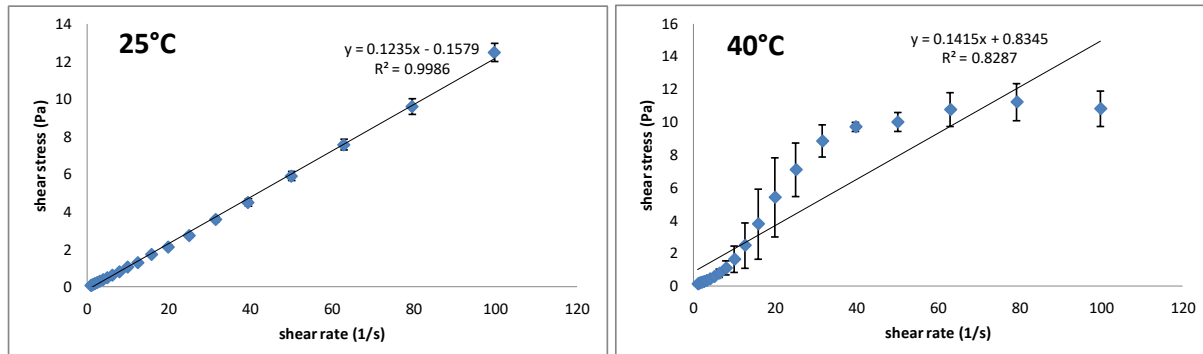 25°C
y = 0.1235x - 0.1579
R² = 0.9986
shear stress (Pa)
14
12
10
8
6
4
2
0
0 20 40 60 80 100 120
shear rate (1/s)
40°C
y = 0.1415x + 0.8345
R² = 0.8287
shear stress (Pa)
16
14
12
10
8
6
4
2
0
0 20 40 60 80 100 120
shear rate (1/s)